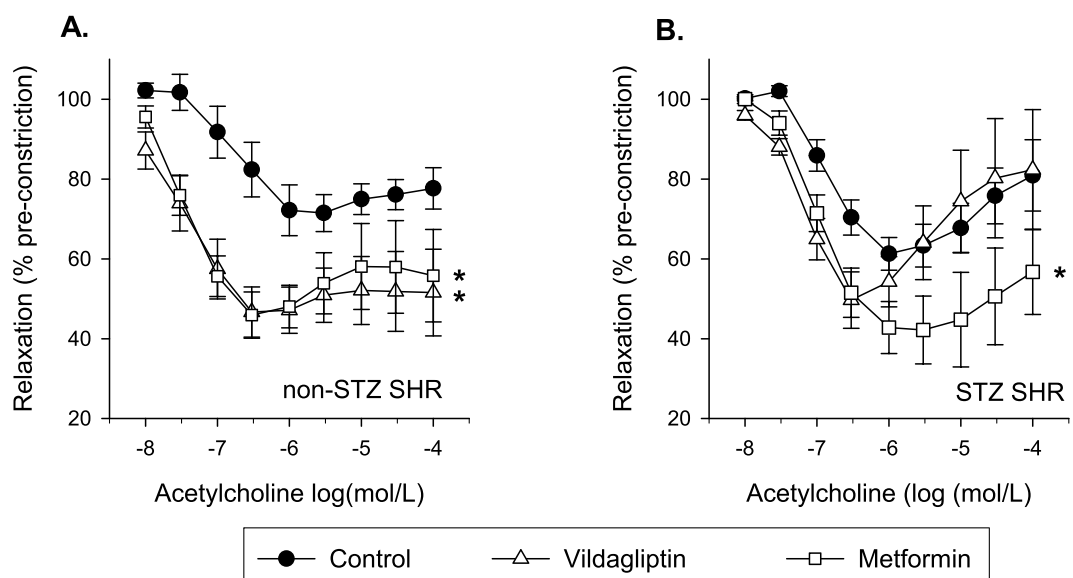 A.
B.
Relaxation (% pre-constriction)
100
80
60
40
20
*
*
non-STZ SHR
-8 -7 -6 -5 -4
Acetylcholine log(mol/L)
Relaxation (% pre-constriction)
100
80
60
40
20
*
STZ SHR
-8 -7 -6 -5 -4
Acetylcholine (log (mol/L)
Control Vildagliptin Metformin